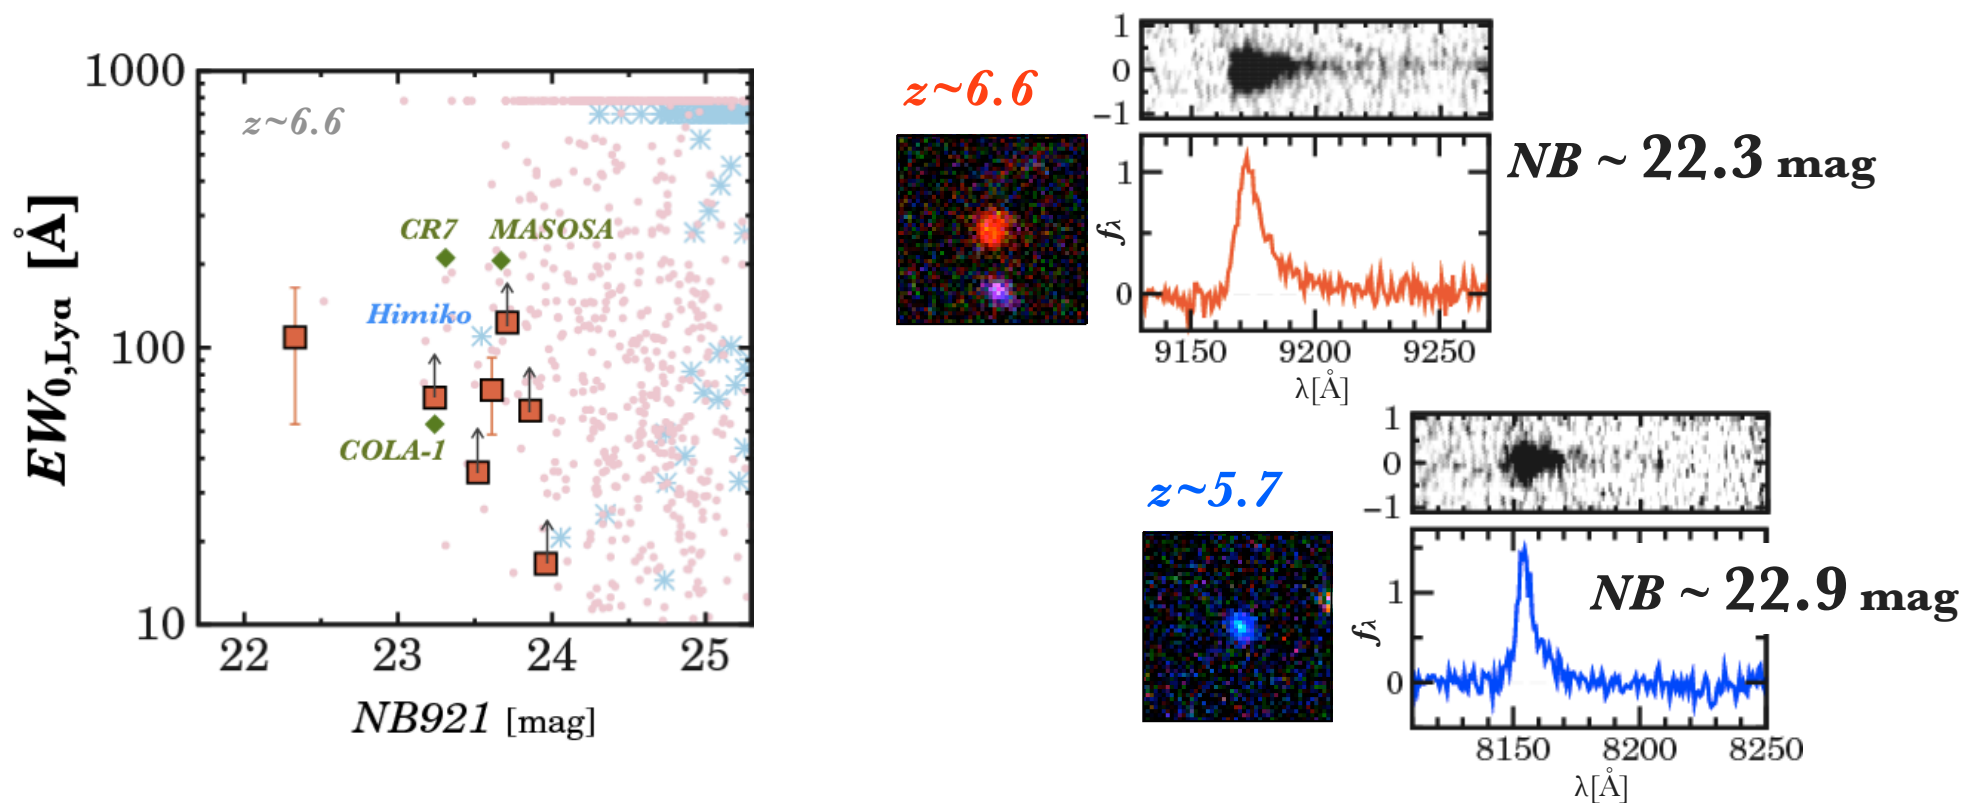 1000
100
10
EW0,Lyα [Å]
z~6.6
CR7
MASOSA
Himiko
COLA-1
22 23 24 25
NB921 [mag]
z~6.6
1
0
−1
NB ~ 22.3 mag
fλ
1
0
9150 9200 9250
λ[Å]
z~5.7
1
0
−1
NB ~ 22.9 mag
fλ
1
0
8150 8200 8250
λ[Å]